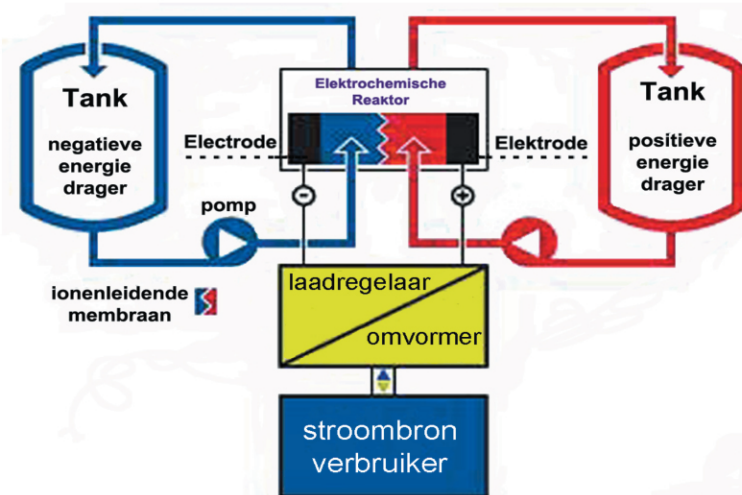 Tank
negatieve
energie
drager
Elektrochemische
Reaktor
Electrode
Elektrode
Tank
positieve
energie
drager
pomp
-
+
ionenleidende
membraan
laadregelaar
omvormer
stroombron
verbruiker